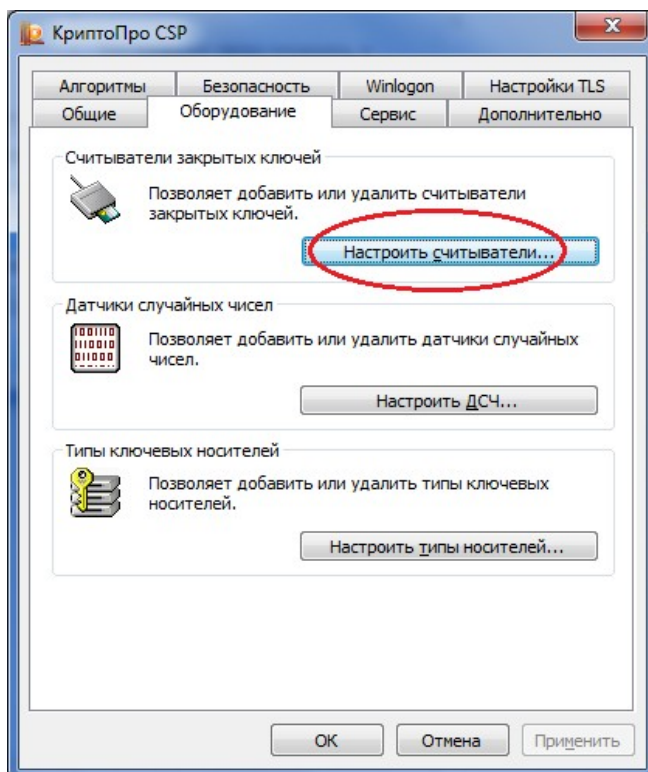 КриптоПро CSP
Алгоритмы Безопасность Winlogon Настройки TLS
Общие Оборудование Сервис Дополнительно
Считыватели закрытых ключей
Позволяет добавить или удалить считыватели
закрытых ключей.
Настроить считыватели...
Датчики случайных чисел
Позволяет добавить или удалить датчики случайных
чисел.
Настроить ДСЧ...
Типы ключевых носителей
Позволяет добавить или удалить типы ключевых
носителей.
Настроить типы носителей...
ОК Отмена Применить